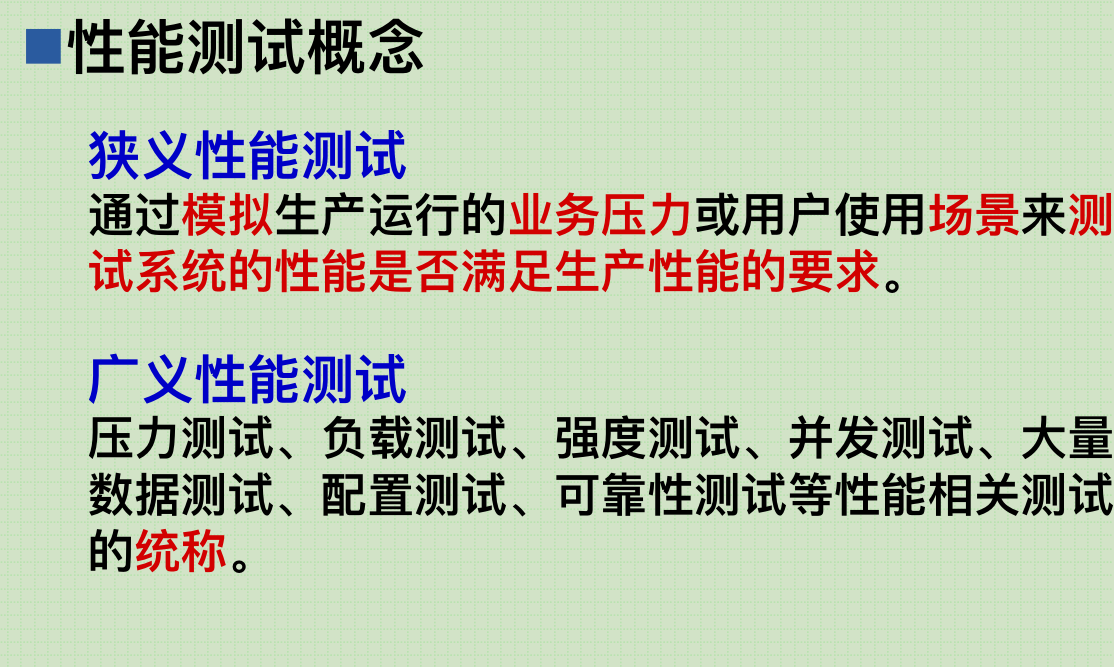 性能测试概念
狭义性能测试
通过模拟生产运行的业务压力或用户使用场景来测
试系统的性能是否满足生产性能的要求。
广义性能测试
压力测试、负载测试、强度测试、并发测试、大量
数据测试、配置测试、可靠性测试等性能相关测试
的统称。